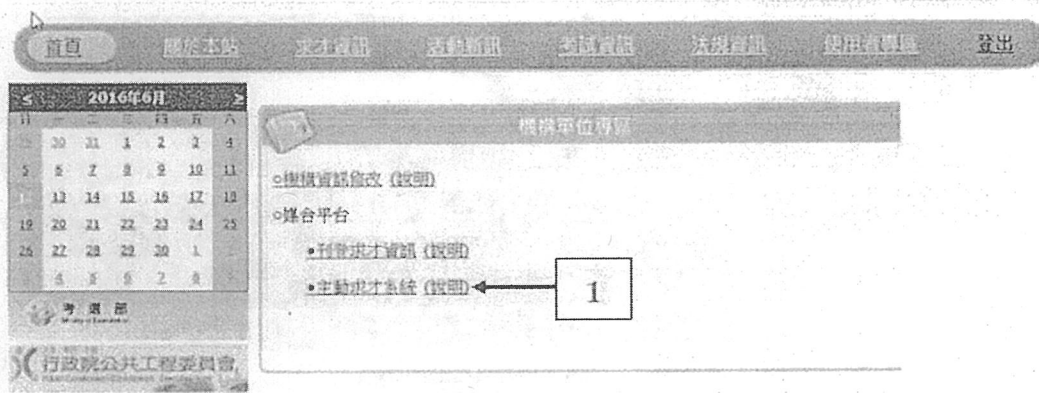 首頁 關於本站 求才資訊 活動新訊 考試資訊 法規資訊 使用者專區 登出
< 2016年6月 >
日 一 二 三 四 五 六
29 30 31 1 2 3 4
5 6 7 8 9 10 11
13 14 15 16 17 18
19 20 21 22 23 24 25
26 27 28 29 30 1 2
4 5 6 7 8
考選部
行政院公共工程委員會
機構單位專區
○機構資訊修改 (說明)
○媒合平台
•刊登求才資訊 (說明)
•主動求才系統 (說明)
1